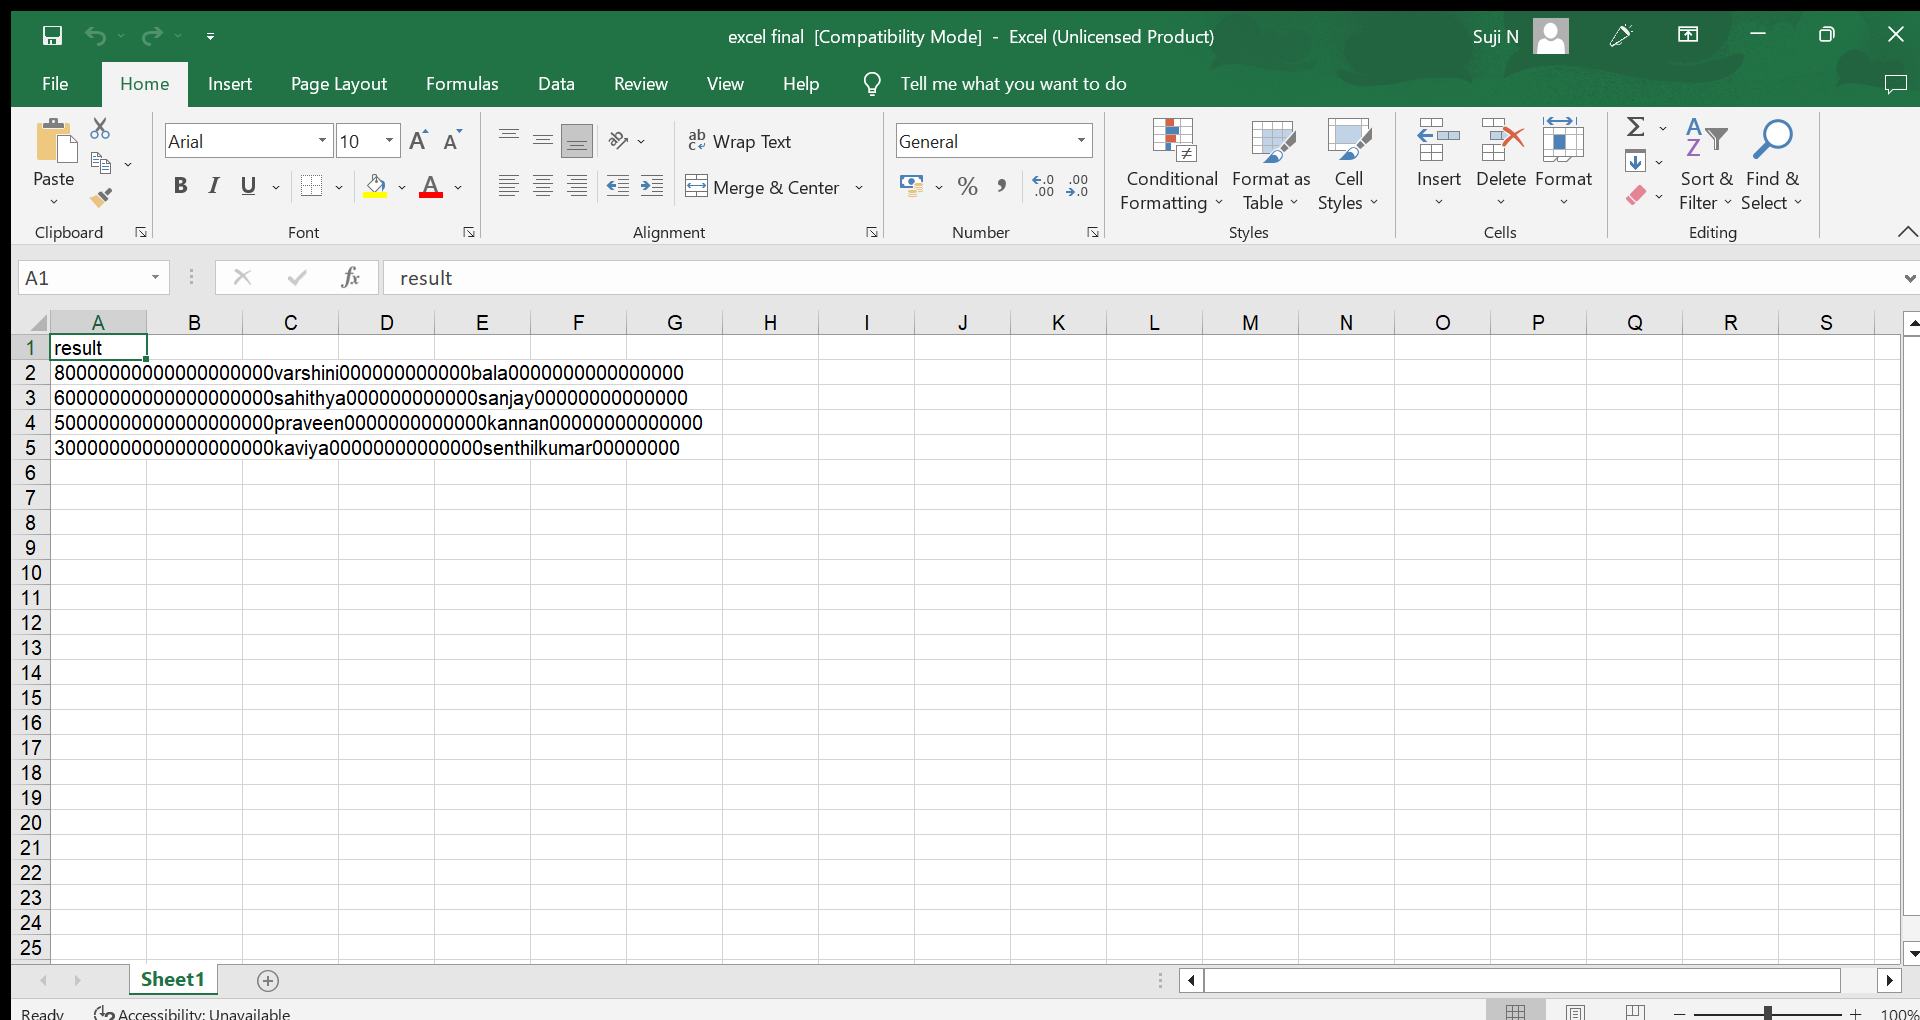 excel final [Compatibility Mode] - Excel (Unlicensed Product)
Suji N
File Home Insert Page Layout Formulas Data Review View Help Tell me what you want to do
Paste
Clipboard
Arial 10
B I U
Font
Wrap Text
Merge & Center
Alignment
General
Number
Conditional Formatting
Format as Table
Cell Styles
Styles
Insert Delete Format
Cells
Sort & Filter
Find & Select
Editing
A1 fx result
A B C D E F G H I J K L M N O P Q R S
1 result
2 80000000000000000000varshini000000000000bala0000000000000000
3 60000000000000000000sahithya000000000000sanjay00000000000000
4 50000000000000000000praveen0000000000000kannan00000000000000
5 30000000000000000000kaviya00000000000000senthilkumar00000000
6
7
8
9
10
11
12
13
14
15
16
17
18
19
20
21
22
23
24
25
Sheet1
Ready Accessibility: Unavailable 100%